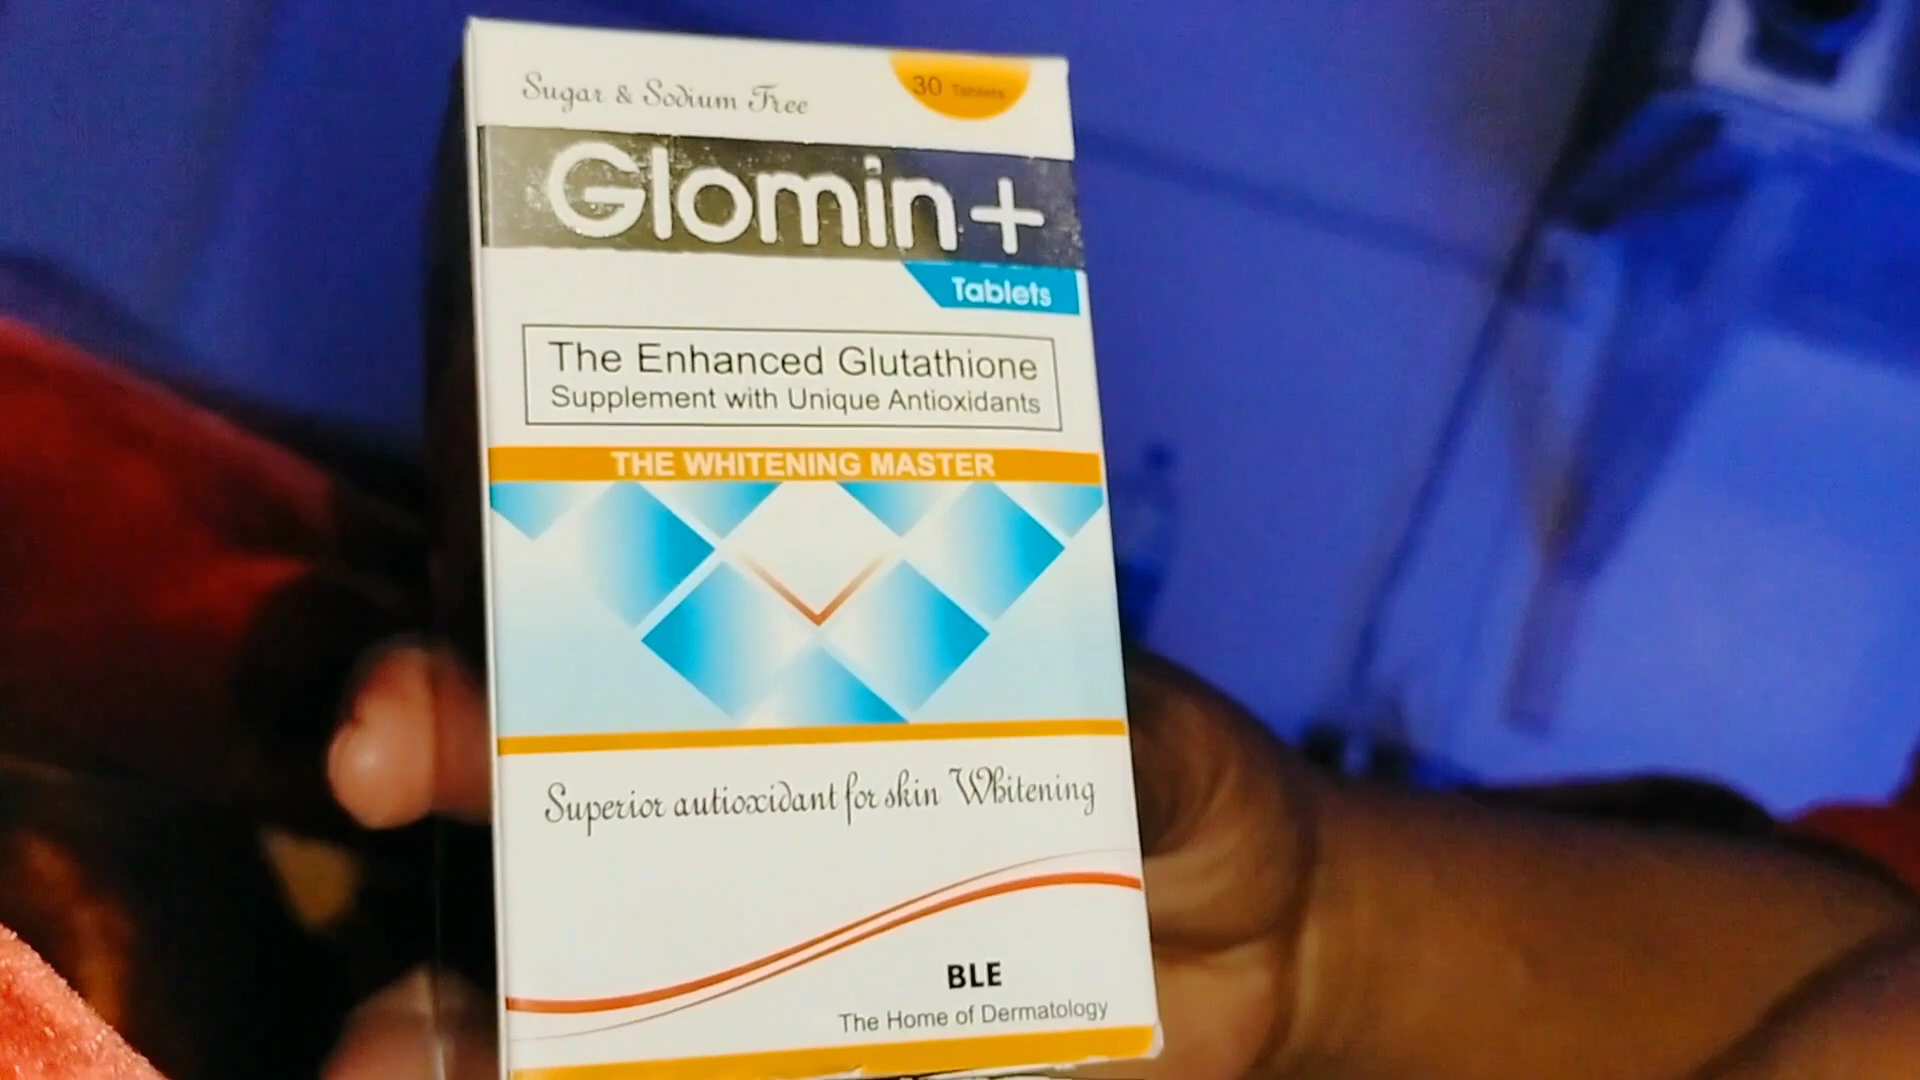 Sugar & Sodium Free
30 Tablets
Glomin+
Tablets
The Enhanced Glutathione
Supplement with Unique Antioxidants
THE WHITENING MASTER
Superior autioxidant for skin Whitening
BLE
The Home of Dermatology